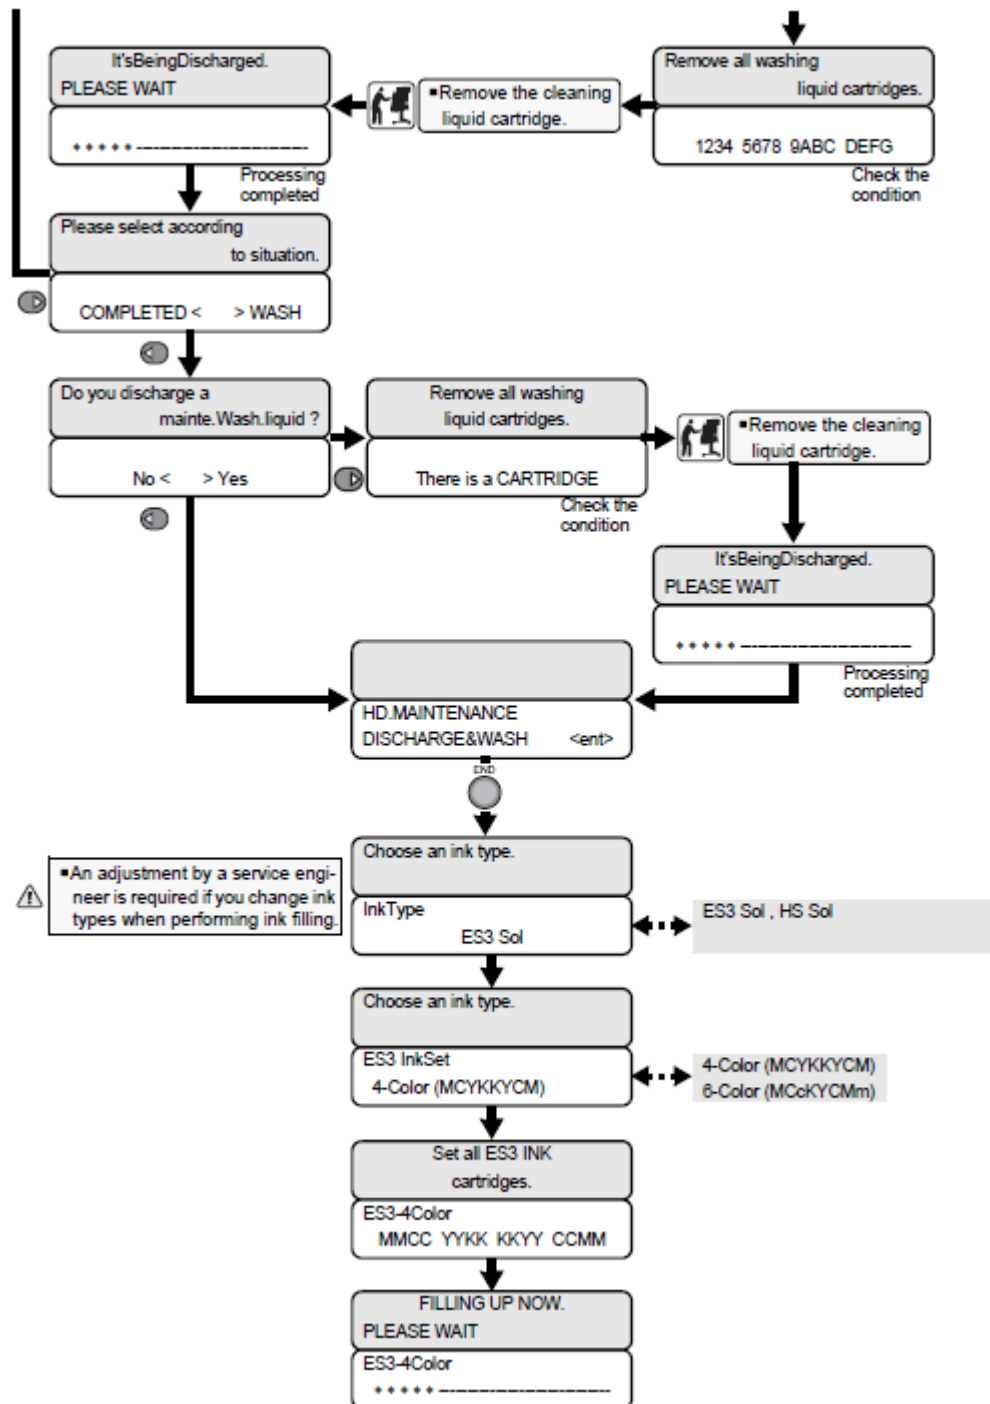 It'sBeingDischarged.
PLEASE WAIT
*****--------------------
Processing
completed
■Remove the cleaning
liquid cartridge.
Remove all washing
liquid cartridges.
1234 5678 9ABC DEFG
Check the
condition
Please select according
to situation.
COMPLETED < > WASH
Do you discharge a
mainte.Wash.liquid ?
No < > Yes
Remove all washing
liquid cartridges.
There is a CARTRIDGE
Check the
condition
■Remove the cleaning
liquid cartridge.
It'sBeingDischarged.
PLEASE WAIT
*****--------------------
Processing
completed
HD.MAINTENANCE
DISCHARGE&WASH <ent>
END
Choose an ink type.
InkType
ES3 Sol
■An adjustment by a service engi-
neer is required if you change ink
types when performing ink filling.
ES3 Sol , HS Sol
Choose an ink type.
ES3 InkSet
4-Color (MCYKKYCM)
4-Color (MCYKKYCM)
6-Color (MCcKYCMm)
Set all ES3 INK
cartridges.
ES3-4Color
MMCC YYKK KKYY CCMM
FILLING UP NOW.
PLEASE WAIT
ES3-4Color
*****--------------------